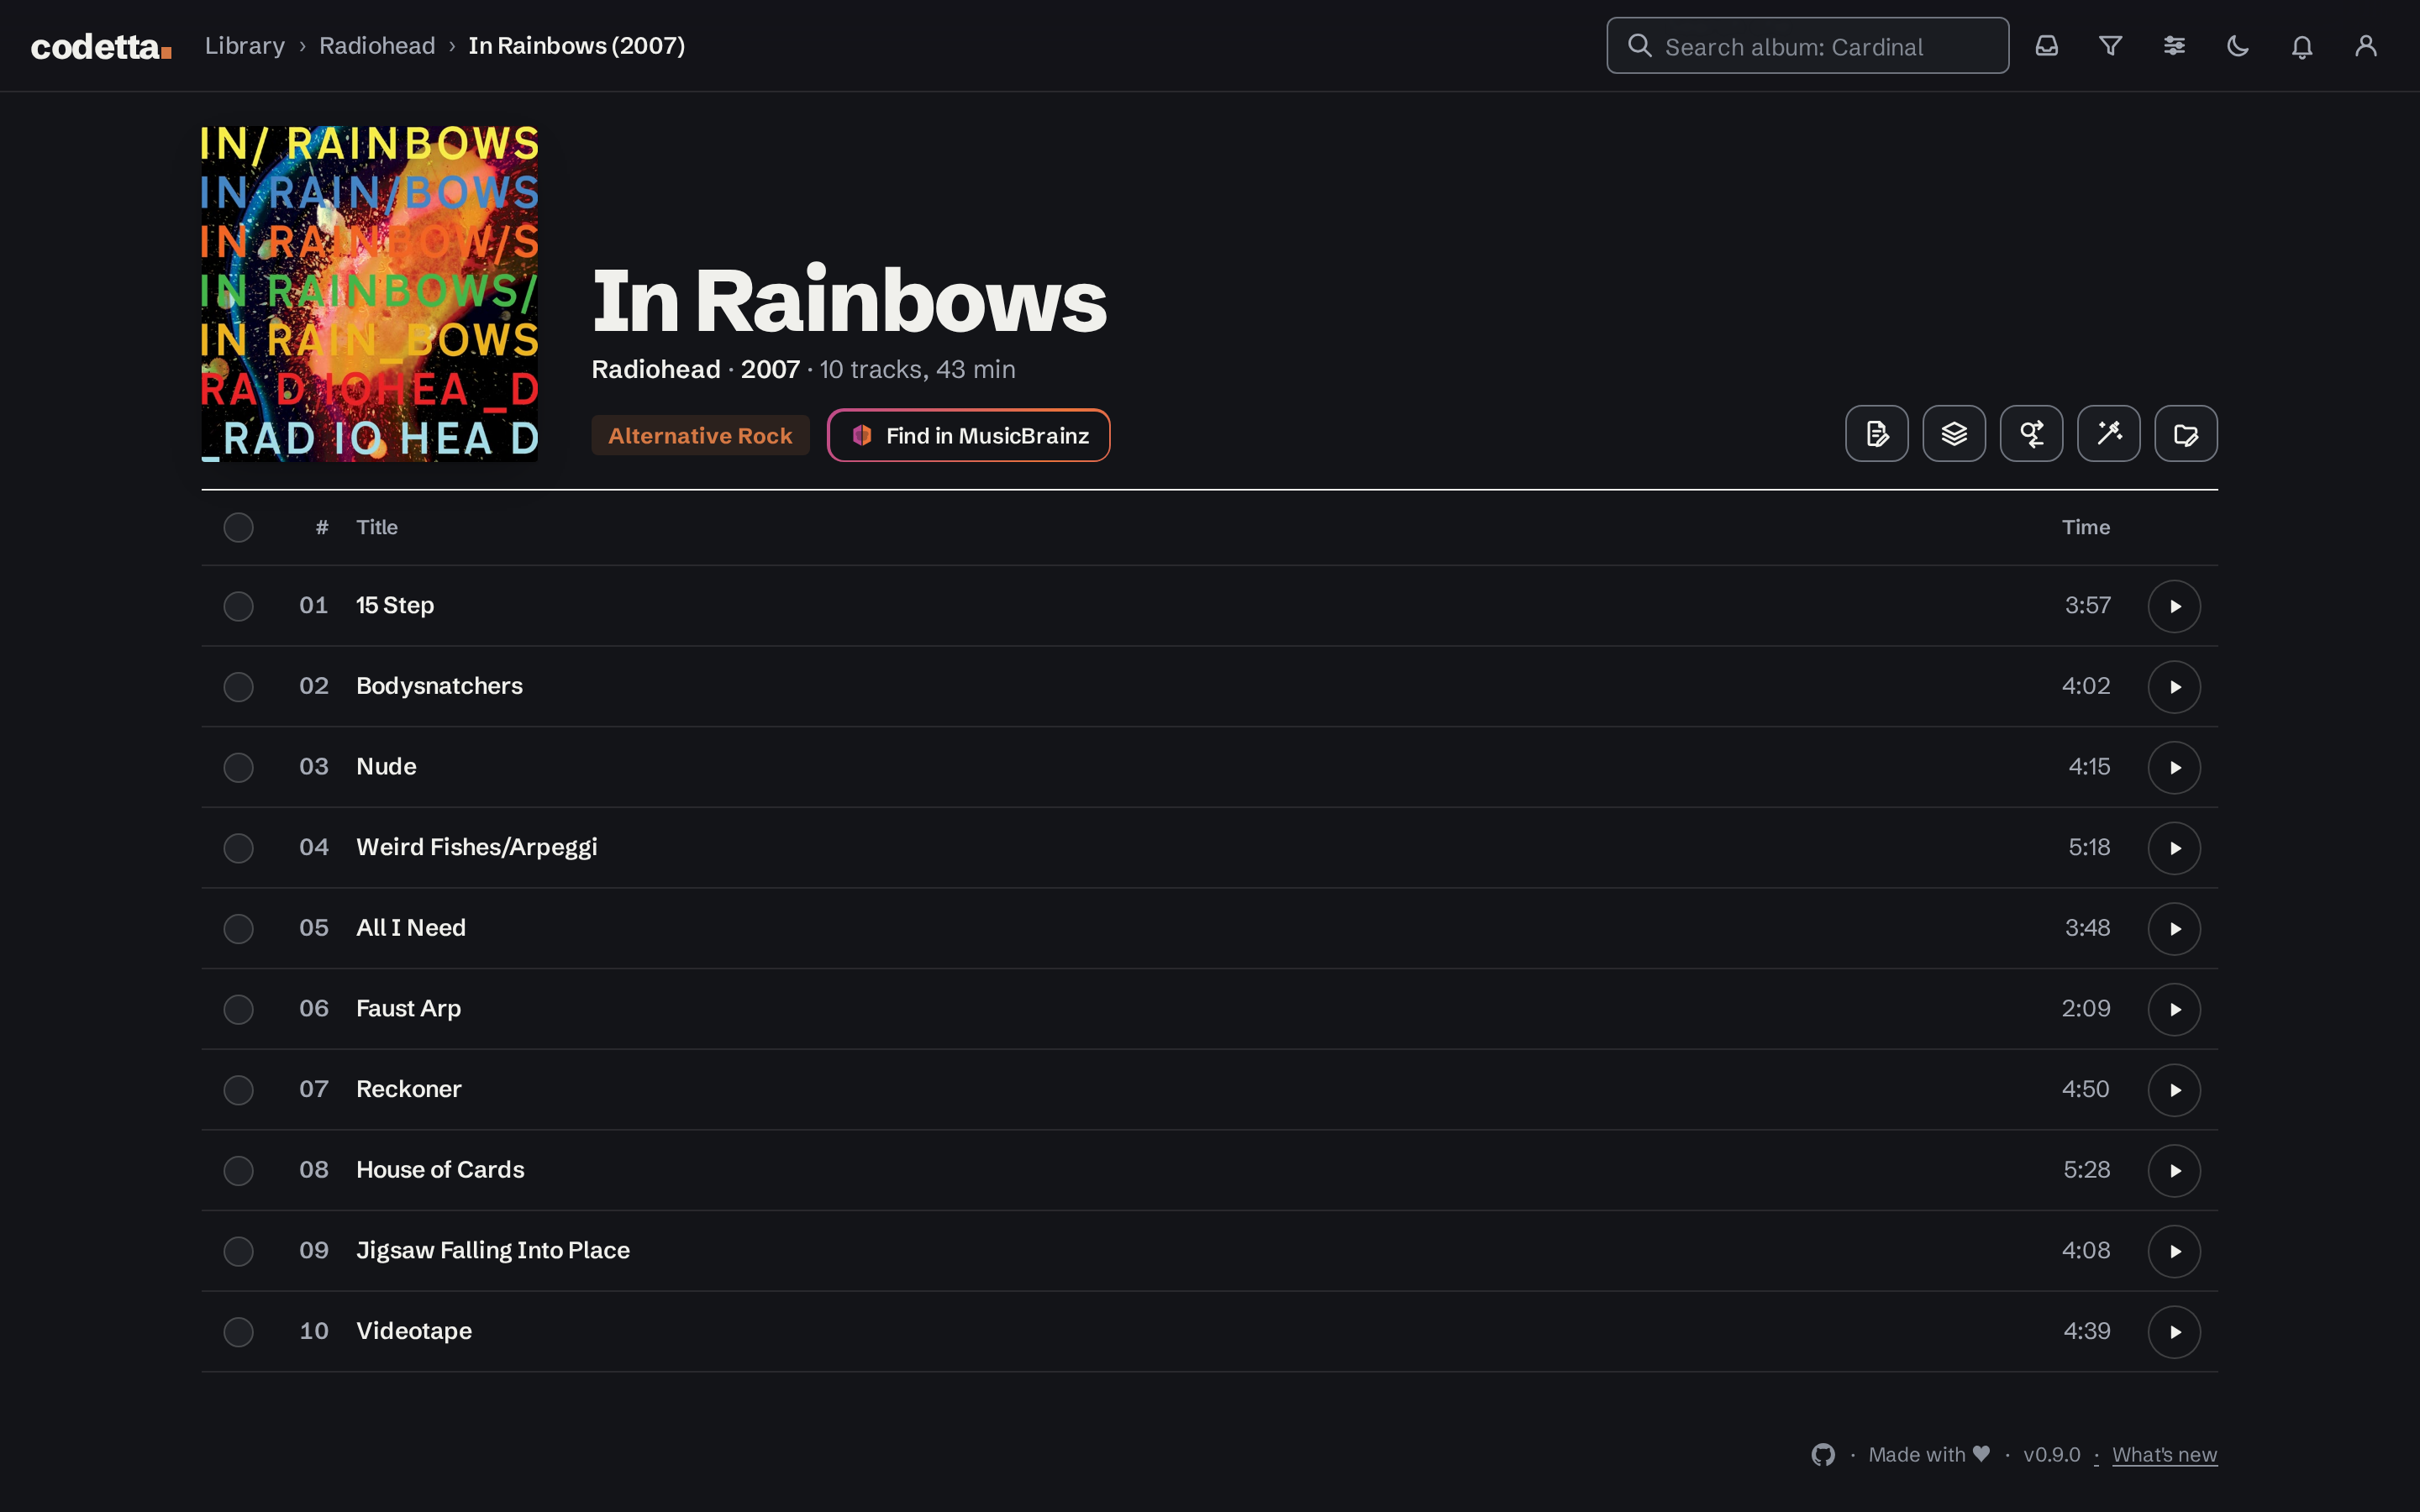 codetta.
Library › Radiohead › In Rainbows (2007)
Search album: Cardinal
IN/ RAINBOWS
IN RAIN/BOWS
IN RAINBOW/S
IN RAINBOWS/
IN RAIN_BOWS
RA D IOHEA _D
_RAD IO HEA D
In Rainbows
Radiohead · 2007 · 10 tracks, 43 min
Alternative Rock
Find in MusicBrainz
# Title Time
01 15 Step 3:57
02 Bodysnatchers 4:02
03 Nude 4:15
04 Weird Fishes/Arpeggi 5:18
05 All I Need 3:48
06 Faust Arp 2:09
07 Reckoner 4:50
08 House of Cards 5:28
09 Jigsaw Falling Into Place 4:08
10 Videotape 4:39
· Made with ♥ · v0.9.0 · What's new